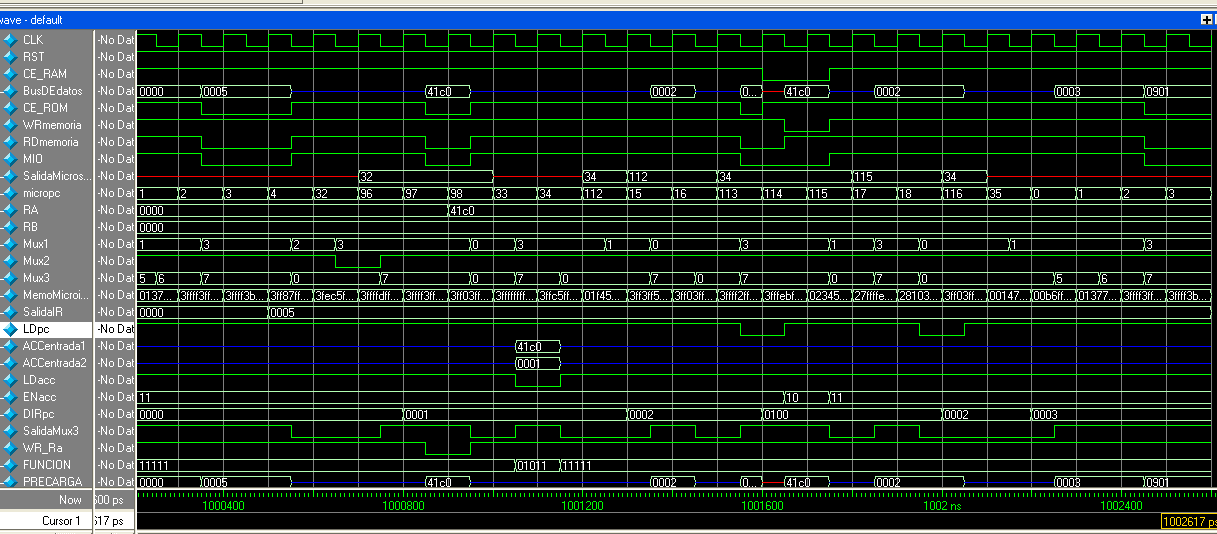 wave - default
CLK -No Dat
RST -No Dat
CE_RAM -No Dat
BusDEdatos -No Dat 0000 0005 41c0 0002 0... 41c0 0002 0003 0901
CE_ROM -No Dat
WRmemoria -No Dat
RDmemoria -No Dat
MIO -No Dat
SalidaMicros... -No Dat 32 34 112 34 115 34
micropc -No Dat 1 2 3 4 32 96 97 98 33 34 112 15 16 113 114 115 17 18 116 35 0 1 2 3
RA -No Dat 0000 41c0
RB -No Dat 0000
Mux1 -No Dat 1 3 2 3 0 3 1 0 3 1 3 0 1 3
Mux2 -No Dat
Mux3 -No Dat 5 6 7 0 7 0 7 0 7 0 7 0 7 0 5 6 7
MemoMicroi... -No Dat 0137... 3ffff3ff... 3ffff3b... 3ff87ff... 3fec5ff... 3ffffdff... 3ffff3ff... 3ff03ff... 3fffffff... 3ffc5ff... 01f45... 3ff3ff5... 3ff03ff... 3ffff2ff... 3fffebf... 02345... 27ffffe... 28103... 3ff03ff... 00147... 00b6ff... 01377... 3ffff3ff... 3ffff3b...
SalidaIR -No Dat 0000 0005
LDpc -No Dat
ACCentrada1 -No Dat 41c0
ACCentrada2 -No Dat 0001
LDacc -No Dat
ENacc -No Dat 11 10 11
DIRpc -No Dat 0000 0001 0002 0100 0002 0003
SalidaMux3 -No Dat
WR_Ra -No Dat
FUNCION -No Dat 11111 01011 11111
PRECARGA -No Dat 0000 0005 41c0 0002 0... 41c0 0002 0003 0901
Now 500 ps 1000400 1000800 1001200 1001600 1002 ns 1002400
Cursor 1 517 ps 1002617 ps